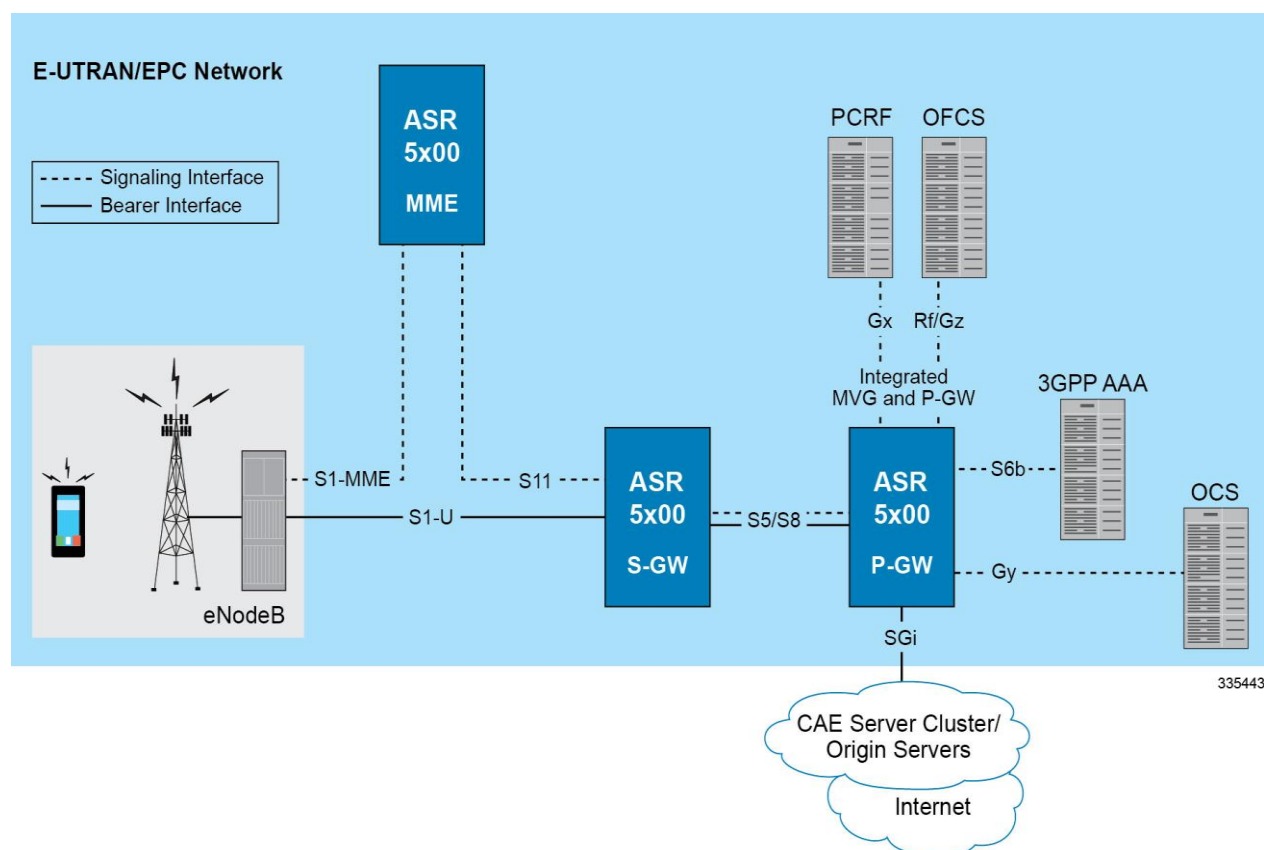 E-UTRAN/EPC Network
Signaling Interface
Bearer Interface
ASR
5x00
MME
PCRF
OFCS
Gx
Rf/Gz
Integrated
MVG and P-GW
3GPP AAA
S6b
OCS
S1-MME
S11
S1-U
ASR
5x00
S-GW
S5/S8
ASR
5x00
P-GW
Gy
eNodeB
SGi
335443
CAE Server Cluster/
Origin Servers
Internet